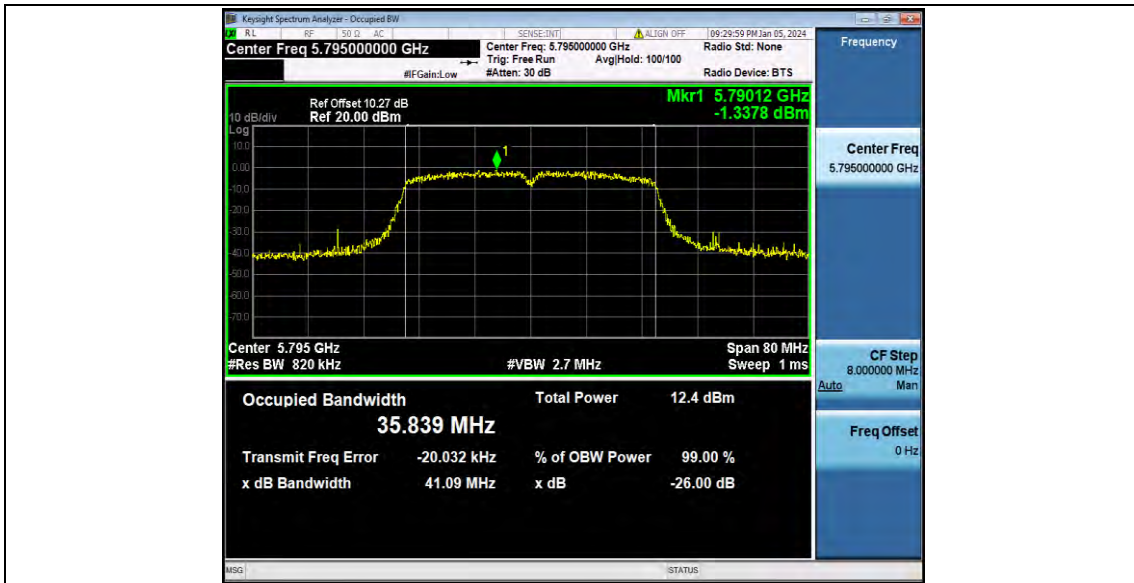 Keysight Spectrum Analyzer - Occupied BW
RL RF 50 Ω AC SENSE:INT ALIGN OFF 09:29:59 PM Jan 05, 2024
Center Freq 5.795000000 GHz
Center Freq: 5.795000000 GHz
Radio Std: None
Trig: Free Run Avg|Hold: 100/100
#IFGain:Low #Atten: 30 dB Radio Device: BTS
Frequency
Mkr1 5.79012 GHz
-1.3378 dBm
Ref Offset 10.27 dB
10 dB/div Ref 20.00 dBm
Log
10.0
0.00
-10.0
-20.0
-30.0
-40.0
-50.0
-60.0
-70.0
1
Center 5.795 GHz Span 80 MHz
#Res BW 820 kHz #VBW 2.7 MHz Sweep 1 ms
Occupied Bandwidth Total Power 12.4 dBm
35.839 MHz
Transmit Freq Error -20.032 kHz % of OBW Power 99.00 %
x dB Bandwidth 41.09 MHz x dB -26.00 dB
Center Freq
5.795000000 GHz
CF Step
8.000000 MHz
Auto Man
Freq Offset
0 Hz
MSG STATUS